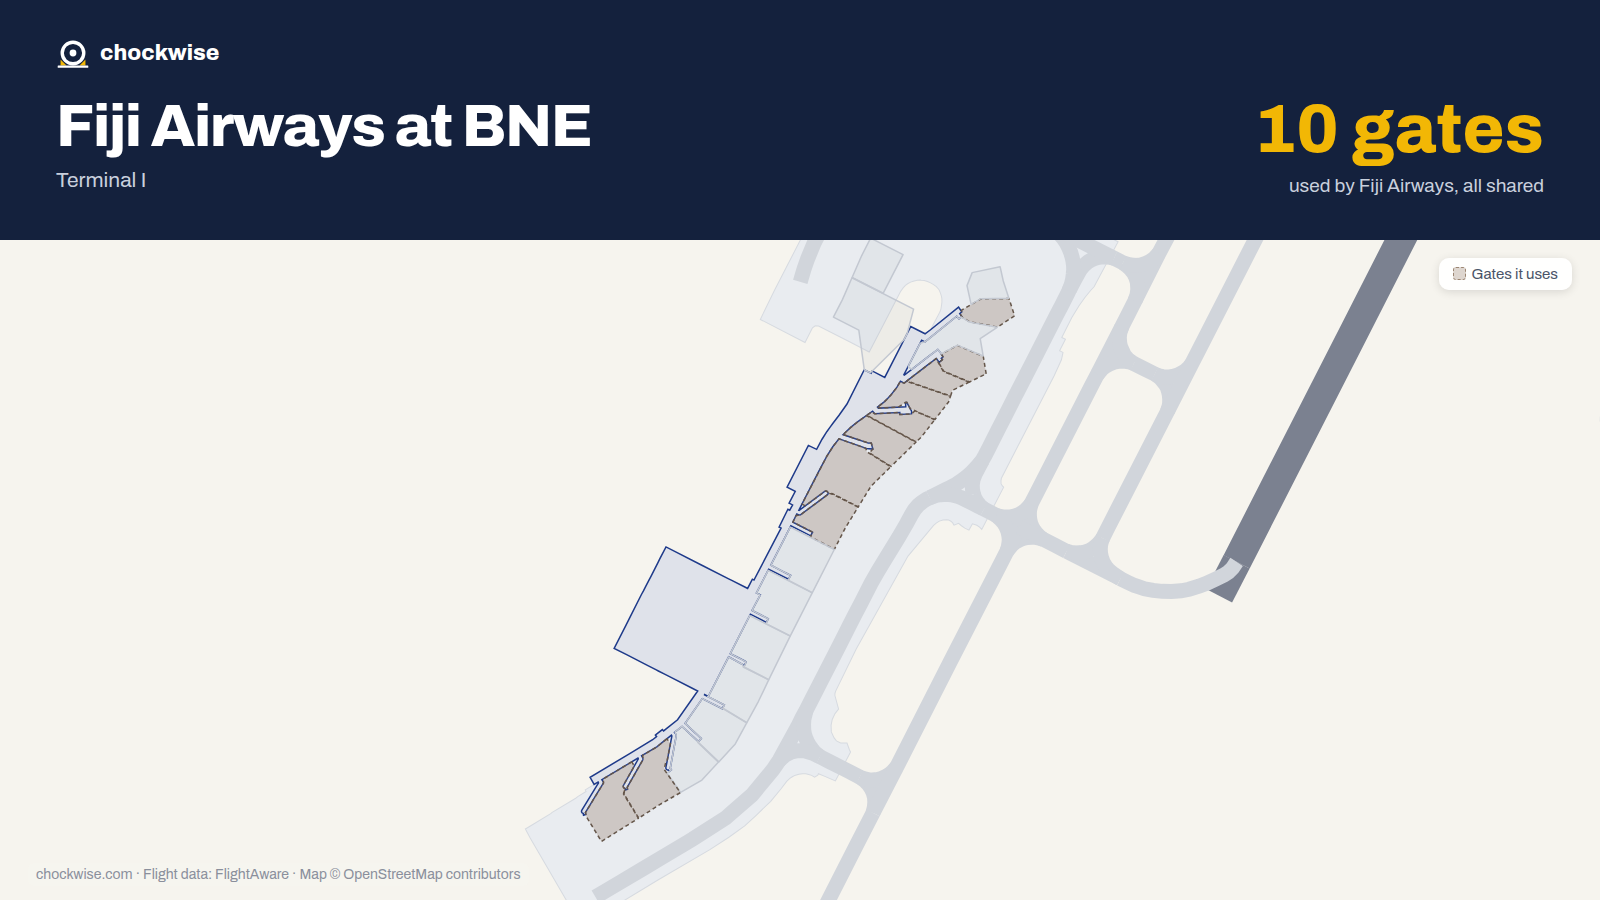 chockwise
Fiji Airways at BNE
Terminal I
10 gates
used by Fiji Airways, all shared
Gates it uses
chockwise.com · Flight data: FlightAware · Map © OpenStreetMap contributors